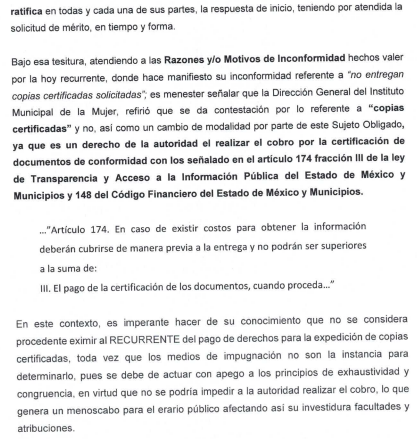 ratifica en todas y cada una de sus partes, la respuesta de inicio, teniendo por atendida la
solicitud de mérito, en tiempo y forma.
Bajo esa tesitura, atendiendo a las Razones y/o Motivos de Inconformidad hechos valer
por la hoy recurrente, donde hace manifiesto su inconformidad referente a "no entregan
copias certificadas solicitadas"; es menester señalar que la Dirección General del Instituto
Municipal de la Mujer, refirió que se da contestación por lo referente a "copias
certificadas" y no, así como un cambio de modalidad por parte de este Sujeto Obligado,
ya que es un derecho de la autoridad el realizar el cobro por la certificación de
documentos de conformidad con los señalado en el artículo 174 fracción III de la ley
de Transparencia y Acceso a la Información Pública del Estado de México y
Municipios y 148 del Código Financiero del Estado de México y Municipios.
..."Artículo 174. En caso de existir costos para obtener la información
deberán cubrirse de manera previa a la entrega y no podrán ser superiores
a la suma de:
III. El pago de la certificación de los documentos, cuando proceda..."
En este contexto, es imperante hacer de su conocimiento que no se considera
procedente eximir al RECURRENTE del pago de derechos para la expedición de copias
certificadas, toda vez que los medios de impugnación no son la instancia para
determinarlo, pues se debe de actuar con apego a los principios de exhaustividad y
congruencia, en virtud que no se podría impedir a la autoridad realizar el cobro, lo que
genera un menoscabo para el erario público afectando así su investidura facultades y
atribuciones.